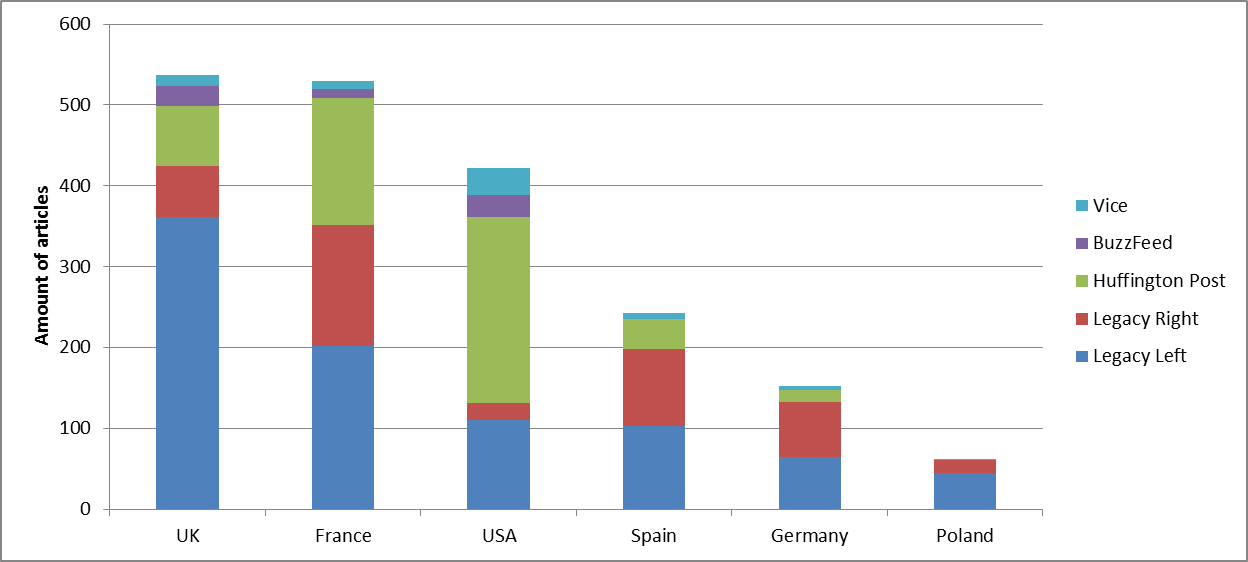 600
500
400
300
200
100
0
Amount of articles
UK France USA Spain Germany Poland
Vice
BuzzFeed
Huffington Post
Legacy Right
Legacy Left